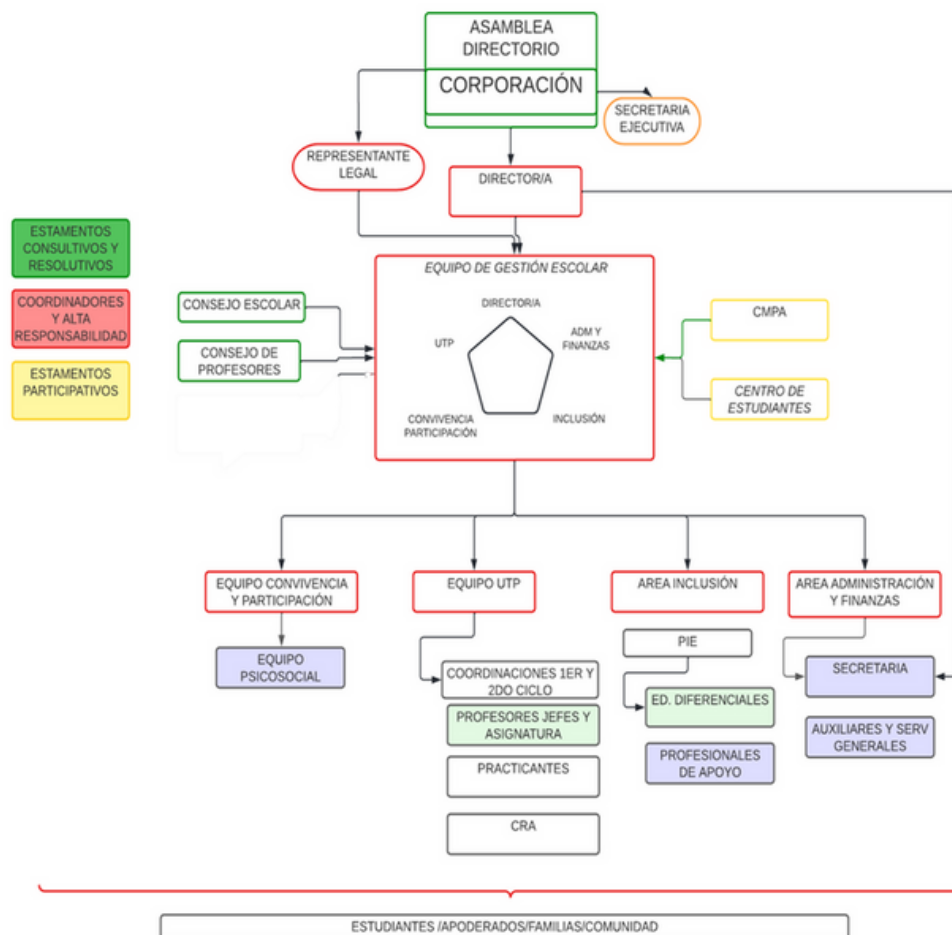 ASAMBLEA
DIRECTORIO
CORPORACIÓN
SECRETARIA
EJECUTIVA
REPRESENTANTE
LEGAL
DIRECTOR/A
ESTAMENTOS
CONSULTIVOS Y
RESOLUTIVOS
COORDINADORES
Y ALTA
RESPONSABILIDAD
ESTAMENTOS
PARTICIPATIVOS
CONSEJO ESCOLAR
CONSEJO DE
PROFESORES
EQUIPO DE GESTIÓN ESCOLAR
DIRECTOR/A
UTP
ADM Y
FINANZAS
CONVIVENCIA
PARTICIPACIÓN
INCLUSIÓN
CMPA
CENTRO DE
ESTUDIANTES
EQUIPO CONVIVENCIA
Y PARTICIPACIÓN
EQUIPO
PSICOSOCIAL
EQUIPO UTP
COORDINACIONES 1ER Y
2DO CICLO
PROFESORES JEFES Y
ASIGNATURA
PRACTICANTES
CRA
AREA INCLUSIÓN
PIE
ED. DIFERENCIALES
PROFESIONALES
DE APOYO
AREA ADMINISTRACIÓN
Y FINANZAS
SECRETARIA
AUXILIARES Y SERV
GENERALES
ESTUDIANTES /APODERADOS/FAMILIAS/COMUNIDAD